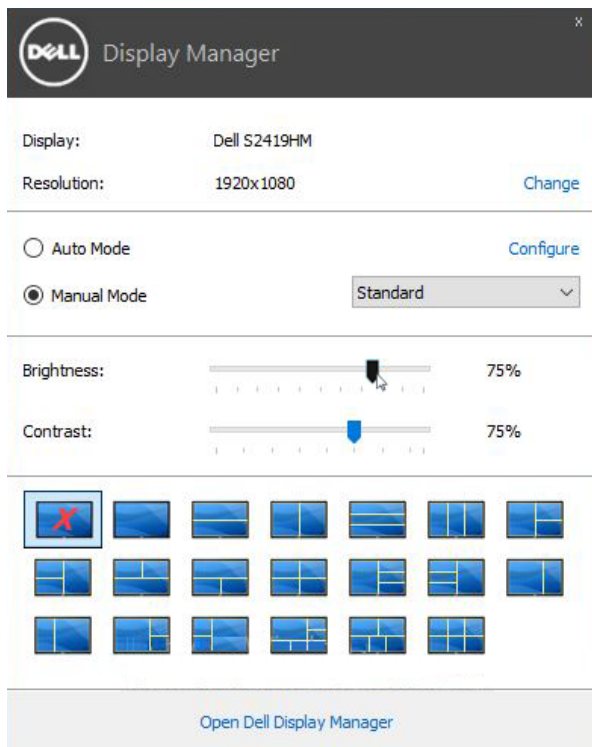 x
DELL Display Manager
Display: Dell S2419HM
Resolution: 1920x1080 Change
Auto Mode Configure
Manual Mode Standard
Brightness: 75%
Contrast: 75%
X
Open Dell Display Manager